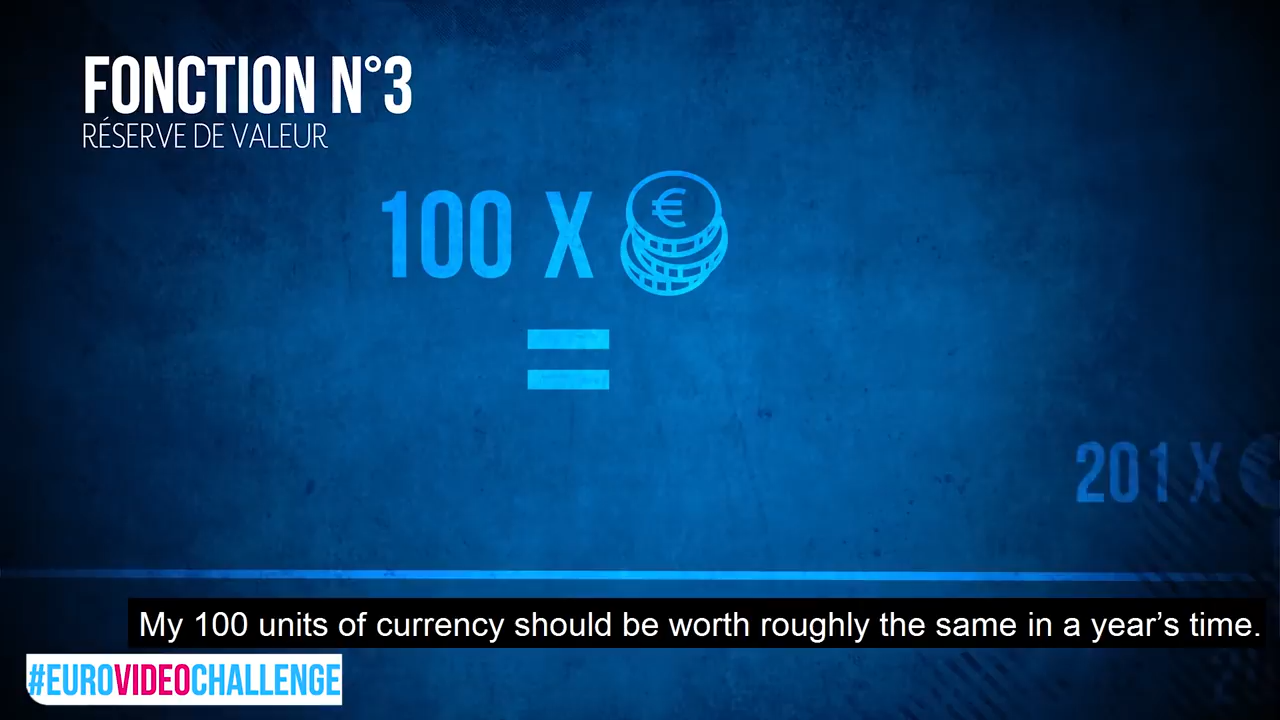 FONCTION N°3
RÉSERVE DE VALEUR
100 X €
=
201 X
My 100 units of currency should be worth roughly the same in a year’s time.
#EUROVIDEOCHALLENGE